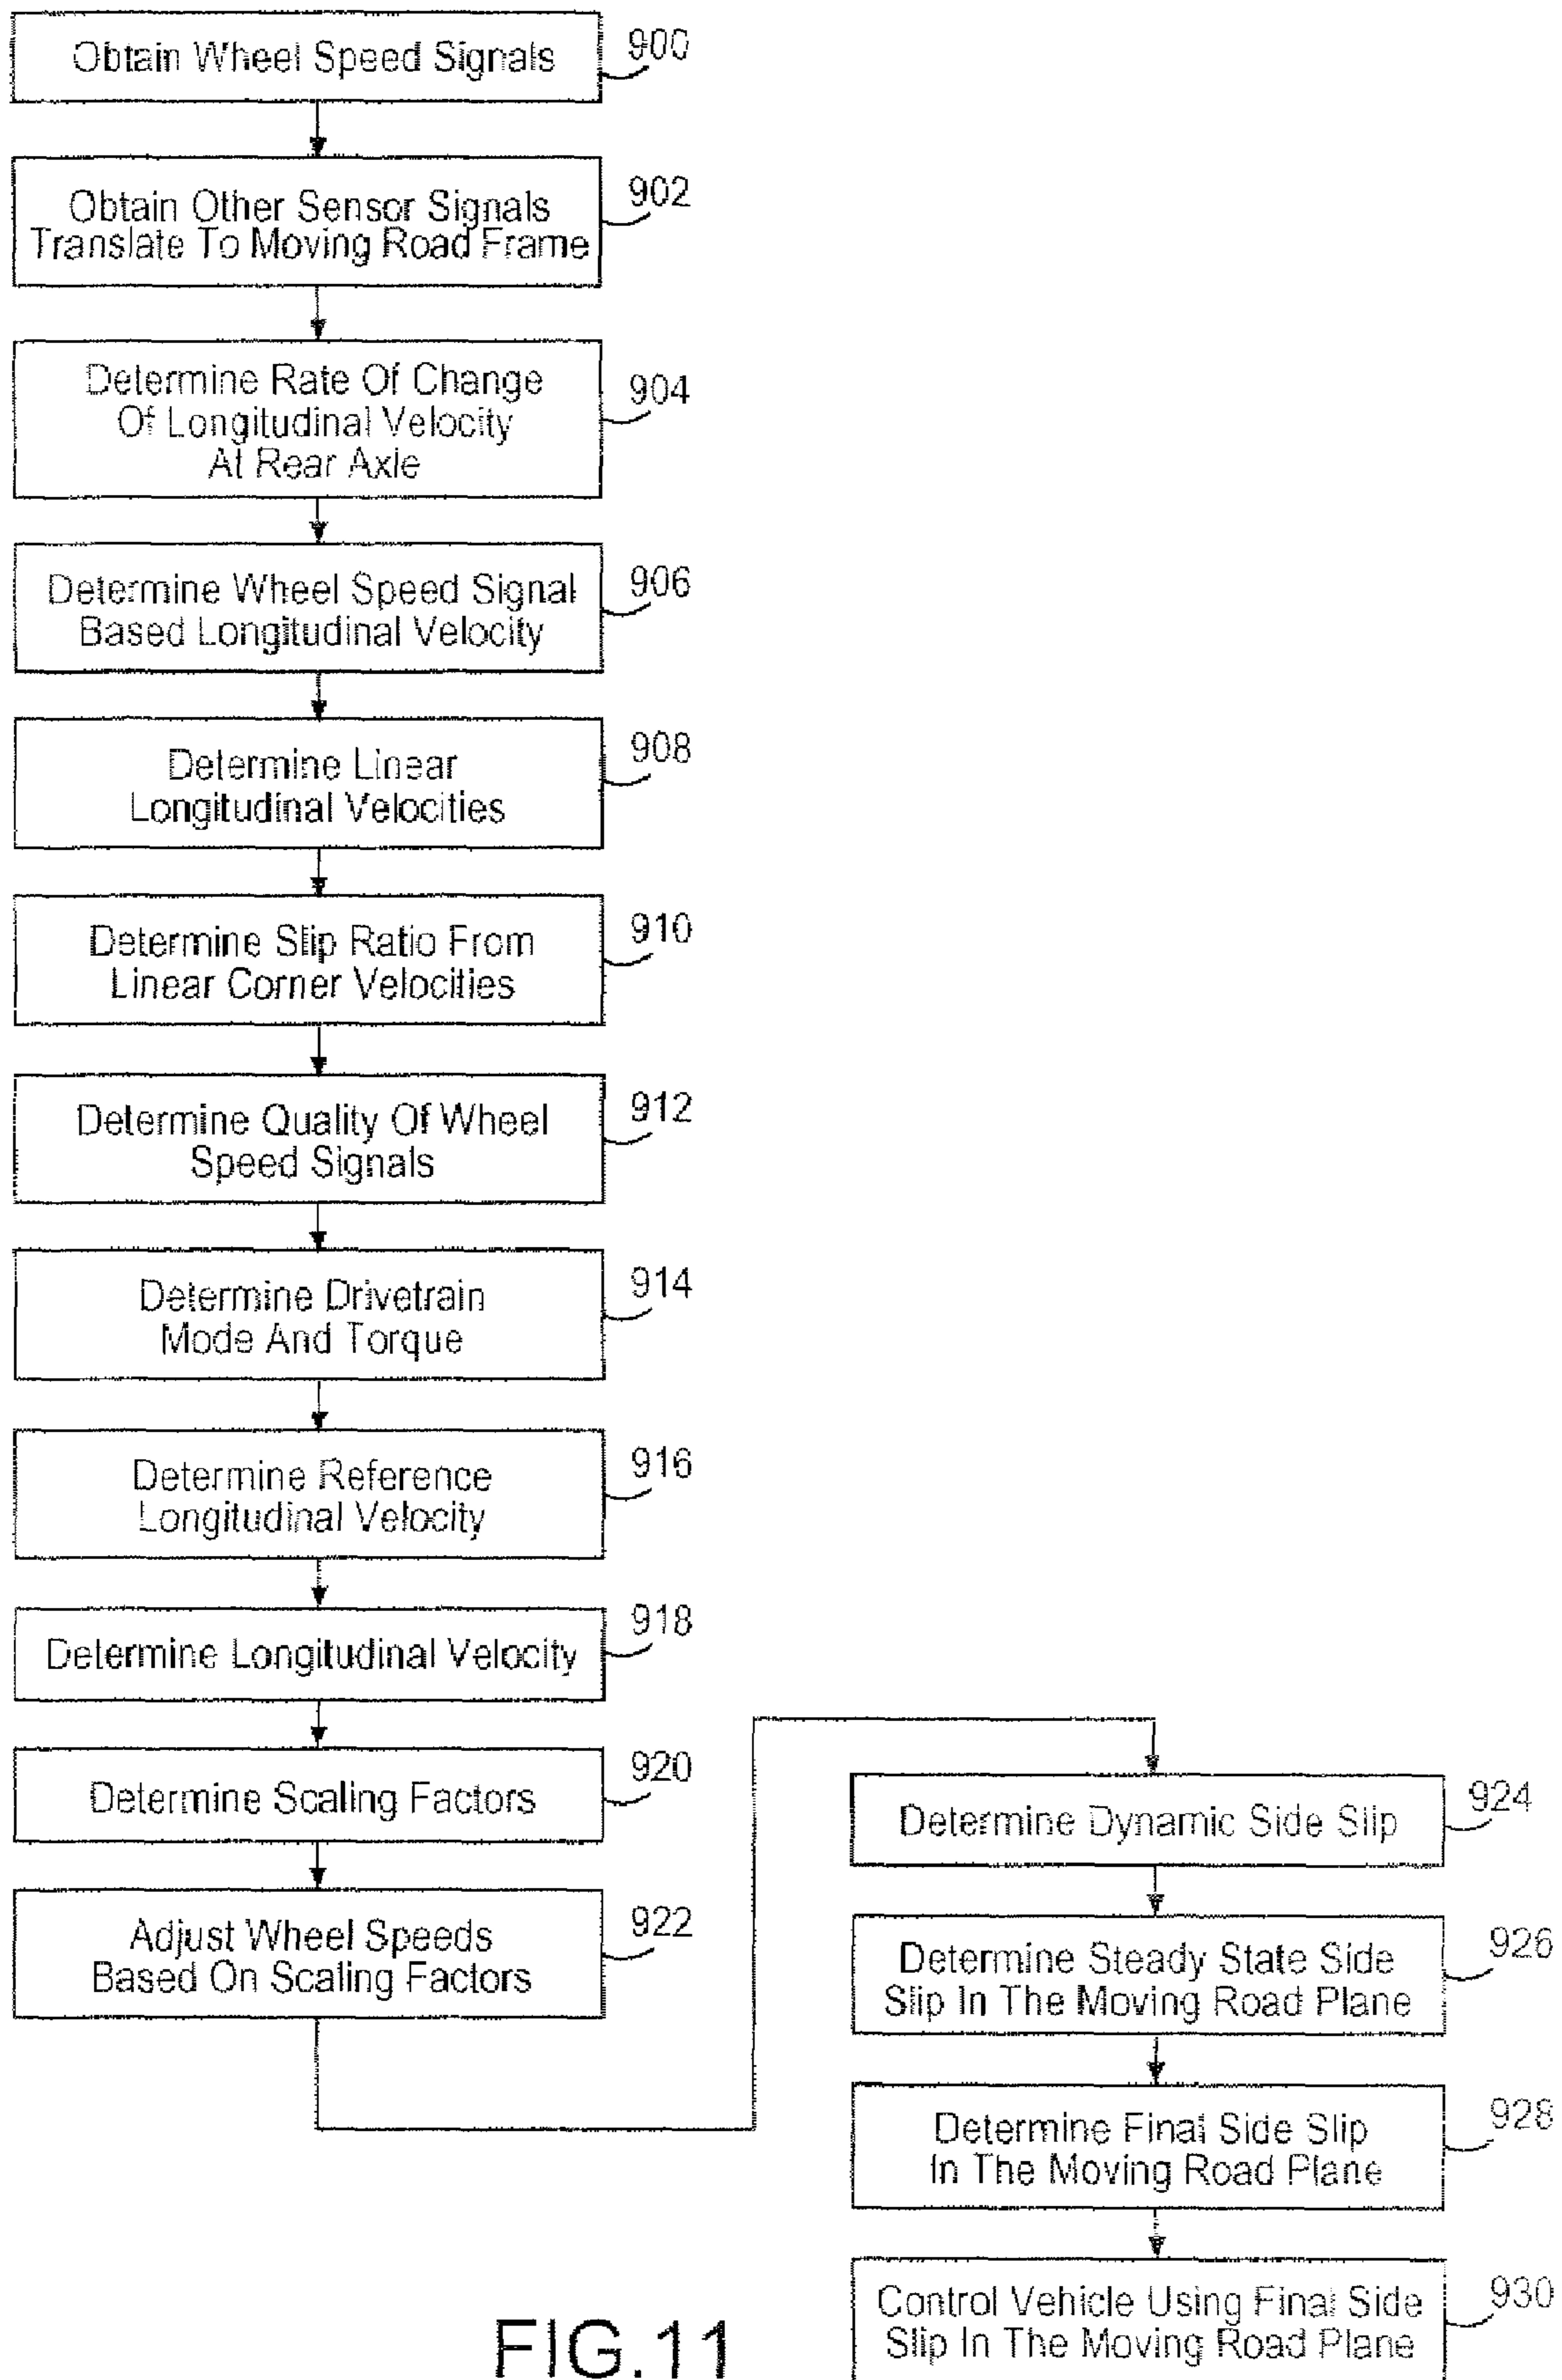 Obtain Wheel Speed Signals
900
Obtain Other Sensor Signals
Translate To Moving Road Frame
902
Determine Rate Of Change
Of Longitudinal Velocity
At Rear Axle
904
Determine Wheel Speed Signal
Based Longitudinal Velocity
906
Determine Linear
Longitudinal Velocities
908
Determine Slip Ratio From
Linear Corner Velocities
910
Determine Quality Of Wheel
Speed Signals
912
Determine Drivetrain
Mode And Torque
914
Determine Reference
Longitudinal Velocity
916
Determine Longitudinal Velocity
918
Determine Scaling Factors
920
Adjust Wheel Speeds
Based On Scaling Factors
922
Determine Dynamic Side Slip
924
Determine Steady State Side
Slip In The Moving Road Plane
926
Determine Final Side Slip
In The Moving Road Plane
928
Control Vehicle Using Final Side
Slip In The Moving Road Plane
930
FIG.11